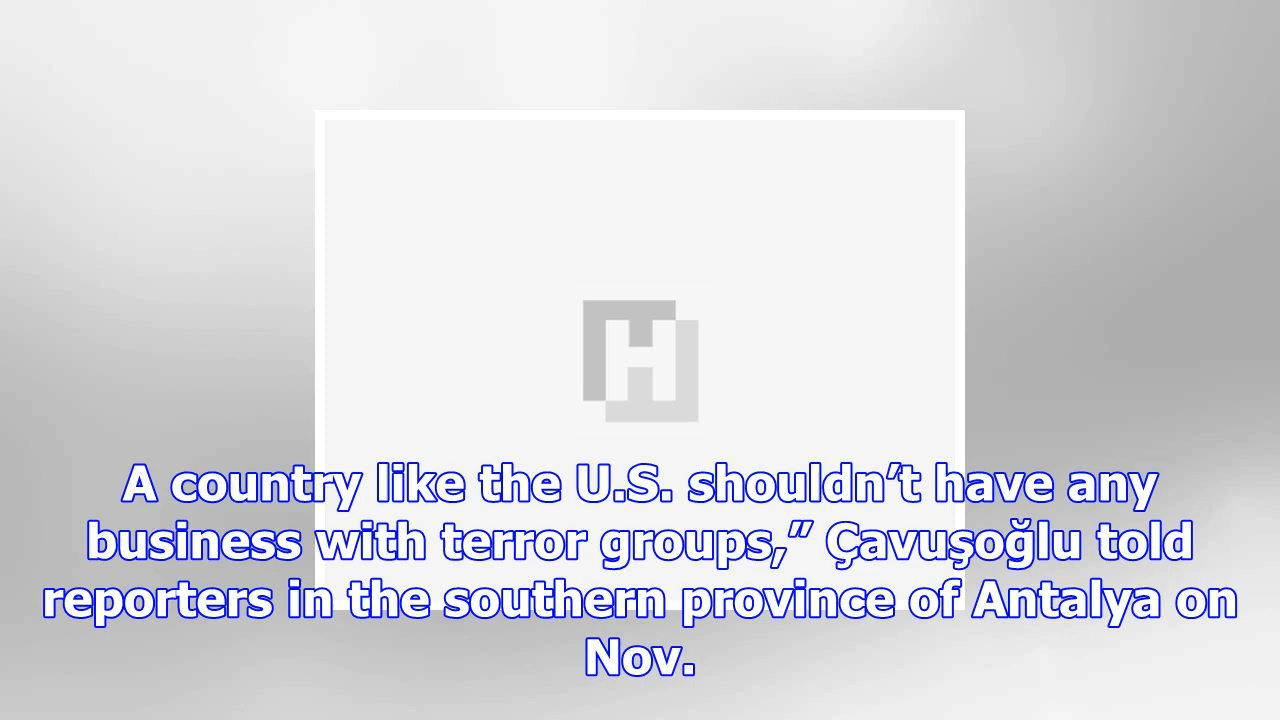 A country like the U.S. shouldn’t have any
business with terror groups,” Çavuşoğlu told
reporters in the southern province of Antalya on
Nov.